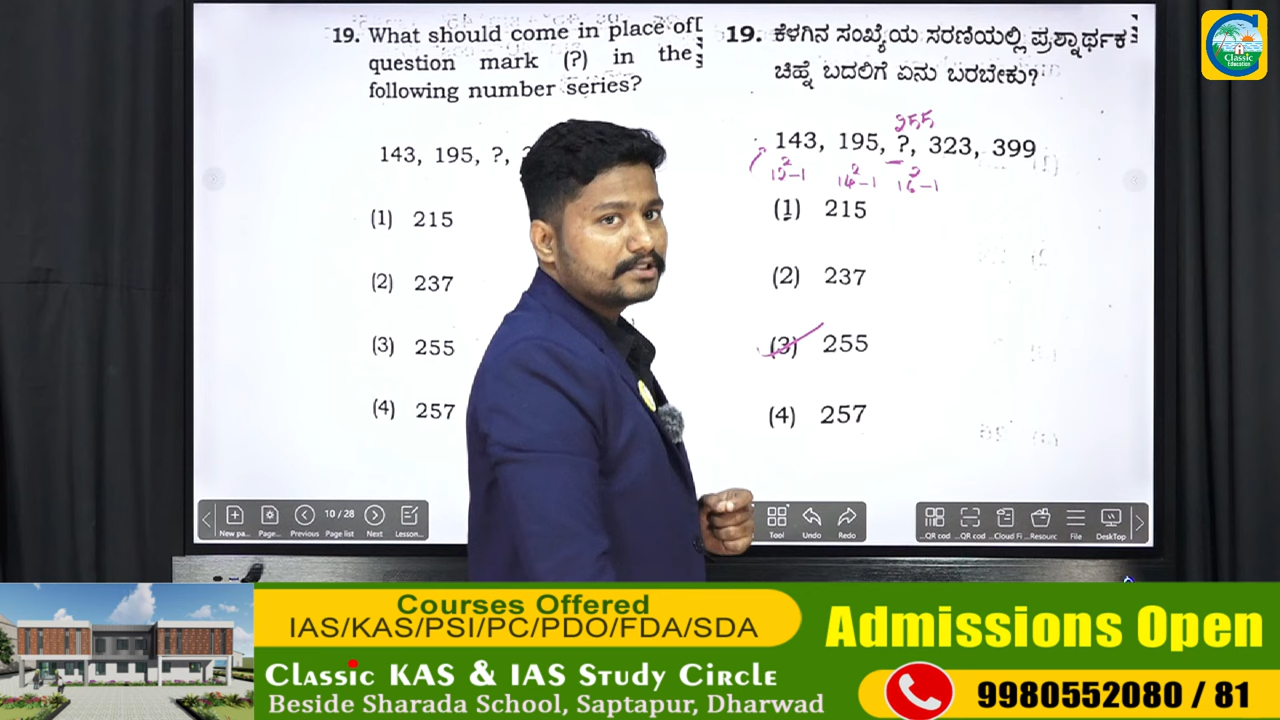 19. What should come in place of
question mark (?) in the
following number series?
143, 195, ?,
(1) 215
(2) 237
(3) 255
(4) 257
19. ಕೆಳಗಿನ ಸಂಖ್ಯೆಯ ಸರಣಿಯಲ್ಲಿ ಪ್ರಶ್ನಾರ್ಥಕ
ಚಿಹ್ನೆ ಬದಲಿಗೆ ಏನು ಬರಬೇಕು?
255
143, 195, ?, 323, 399
12²–1 14²–1 16²–1
(1) 215
(2) 237
(3) 255
(4) 257
Classic
Education
New pa... Page... Previous 10/28 Page list Next Lesson...
Tool Undo Redo
...QR cod ...QR cod ...Cloud Fi ...Resourc File DeskTop
Courses Offered
IAS/KAS/PSI/PC/PDO/FDA/SDA
Classic KAS & IAS Study Circle
Beside Sharada School, Saptapur, Dharwad
Admissions Open
9980552080 / 81